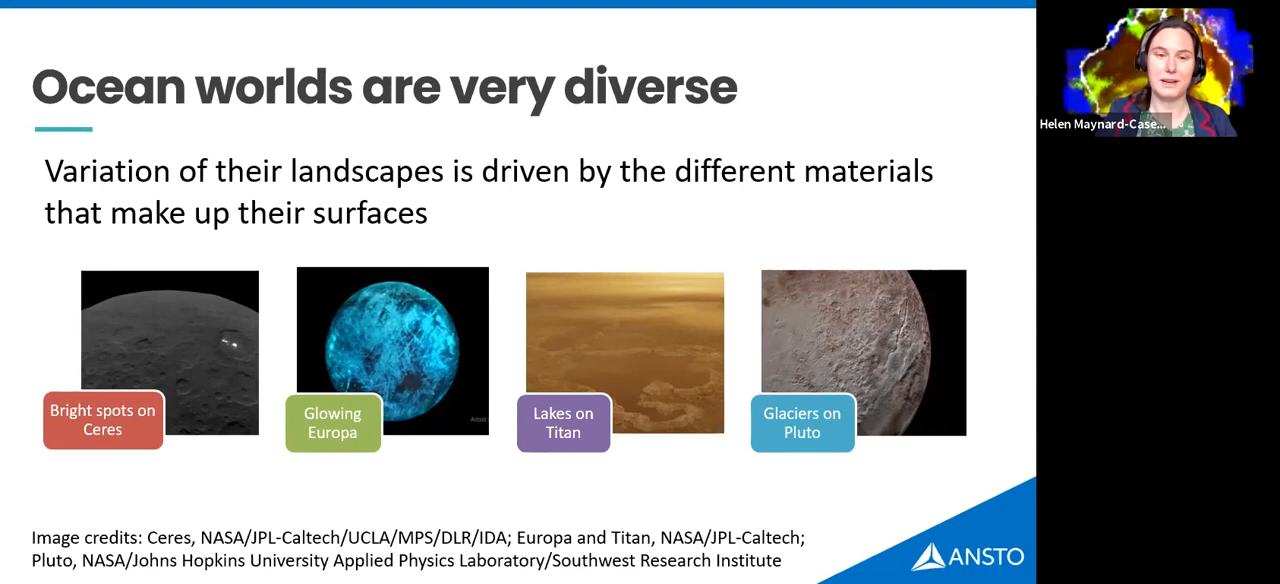 Ocean worlds are very diverse
Variation of their landscapes is driven by the different materials
that make up their surfaces
Bright spots on
Ceres
Glowing
Europa
Lakes on
Titan
Glaciers on
Pluto
Image credits: Ceres, NASA/JPL-Caltech/UCLA/MPS/DLR/IDA; Europa and Titan, NASA/JPL-Caltech;
Pluto, NASA/Johns Hopkins University Applied Physics Laboratory/Southwest Research Institute
ANSTO
Helen Maynard-Case...